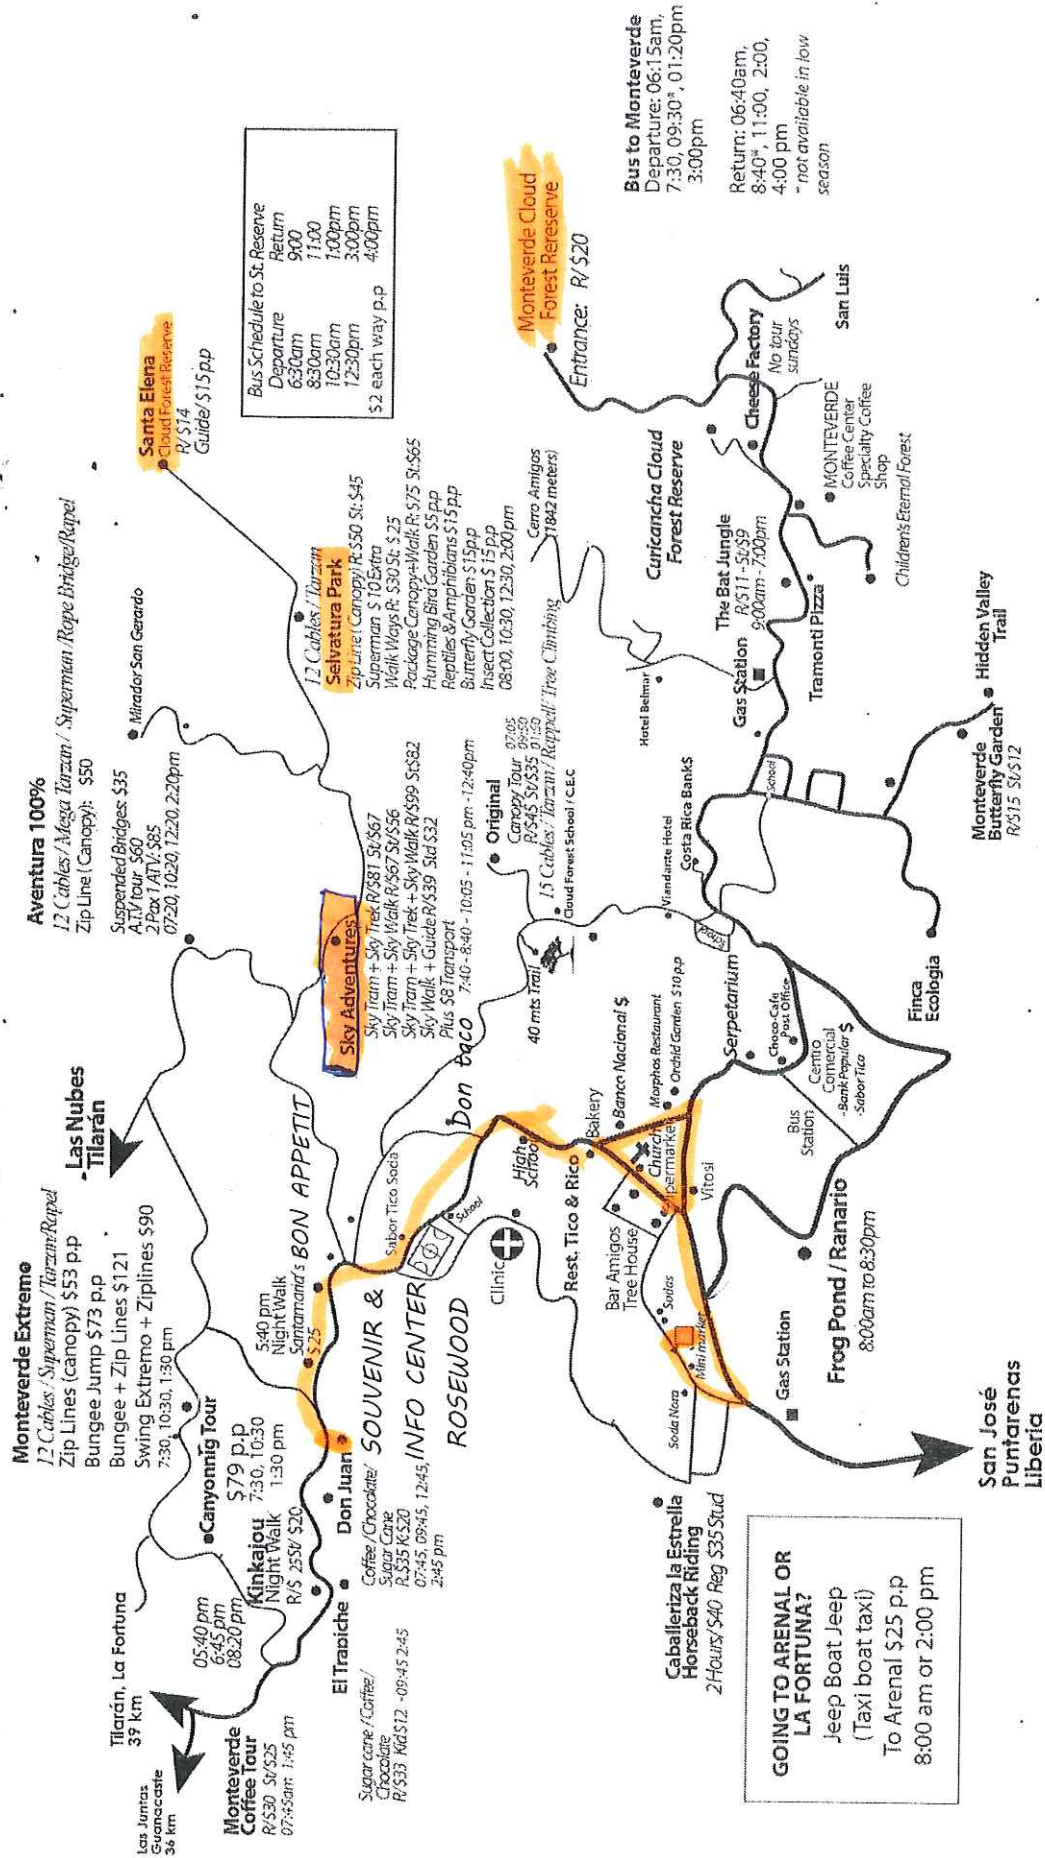 Las Juntas
Guanacaste
36 km
Tilarán, La Fortuna
39 km
Monteverde
Coffee Tour
R/$30 St/$25
07:45am 1:45 pm
05:40 pm
6:45 pm
08:20 pm
Kinkajou
Night Walk
R/$ 25 St/ $20
Canyonnig Tour
$79 p.p
7:30, 10:30
1:30 pm
Monteverde Extremo
12 Cables / Superman / Tarzan/Rapel
Zip Lines (canopy) $53 p.p
Bungee Jump $73 p.p
Bungee + Zip Lines $121
Swing Extremo + Ziplines $90
7:30, 10:30, 1:30 pm
Las Nubes
Tilarán
Aventura 100%
12 Cables / Mega Tarzan / Superman / Rope Bridge/Rapel
Zip Line ( Canopy): $50
Suspended Bridges: $35
ATV tour $60
2 Pax 1 ATV: $85
07:20, 10:20, 12:20, 2:20pm
Mirador San Gerardo
Santa Elena
Cloud Forest Reserve
R/$14
Guide/ $15 p.p
Bus Schedule to St. Reserve
Departure Return
6:30am 9:00
8:30am 11:00
10:30am 1:00pm
12:30pm 3:00pm
4:00pm
$2 each way p.p
12 Cables / Tarzan
Selvatura Park
Zip Line ( Canopy) R: $50 St: $45
Superman $ 10 Extra
Walk Ways R: $30 St: $ 25
Package Canopy+Walk R: $75 St:$65
Humming Bird Garden $5 p.p
Reptiles & Amphibians $15 p.p
Butterfly Garden $ 15p.p
Insect Collection $ 15 p.p
08:00, 10:30, 12:30, 2:00 pm
Sky Adventures
Sky Tram + Sky Trek R/$81 St/$67
Sky Tram + Sky Walk R/$67 St/$56
Sky Tram + Sky Trek + Sky Walk R/$99 St$82
Sky Walk + Guide R/$39 Std $32
Plus $8 Transport
7:40 - 8:40 - 10:05 - 11:05 pm -12:40pm
5:40 pm
Night Walk
Santamaria's
$25
BON APPETIT
El Trapiche
Sugar cane / Coffee /
Chocolate
R/$33 Kid $12 -09:45 2:45
Don Juan
Coffee /Chocolate/
Sugar Cane
R.$35 K:$20
07:45, 09:45, 12:45,
2:45 pm
SOUVENIR &
INFO CENTER
ROSEWOOD
Sabor Tico Soda
School
Don taco
Original
Canopy Tour 07:05
R/$45 St/$35
15 Cables / Tarzan / Rappell/ Tree Climbing
Cloud Forest School / C.E.C
40 mts Trail
Clinic
High
School
Bakery
Rest. Tico & Rico
Banco Nacional $
Church
Supermarket
Morphos Restaurant
Orchid Garden $10 p.p
Bar Amigos
Tree House
Vitosi
Sodas
Mini market
Soda Nora
Gas Station
Serpetarium
Choco-Cafe
Post Office
Centro
Comercial
-Bank Popular $
-Sabor Tico
Bus
Station
Frog Pond / Ranario
8:00am to 8:30pm
School
Viandante Hotel
Costa Rica Bank$
School
Hotel Belmar
Cerro Amigos
(1842 meters)
Gas Station
The Bat Jungle
R/$11 - St/$9
9:00am - 7:00pm
Tramonti Pizza
Curicancha Cloud
Forest Reserve
Monteverde Cloud
Forest Rereserve
Entrance: R/ $20
Cheese Factory
No tour
sundays
MONTEVERDE
Coffee Center
Specialty Coffee
Shop
San Luis
Children's Eternal Forest
Hidden Valley
Trail
Monteverde
Butterfly Garden
R/$15 St/$12
Finca
Ecologia
Bus to Monteverde
Departure: 06:15am,
7:30, 09:30*, 01:20pm
3:00pm
Return: 06:40am,
8:40*, 11:00, 2:00,
4:00 pm
*not available in low
season
Caballeriza la Estrella
Horseback Riding
2 Hours/ $40 Reg $35 Stud
San José
Puntarenas
Liberia
GOING TO ARENAL OR
LA FORTUNA?
Jeep Boat Jeep
(Taxi boat taxi)
To Arenal $25 p.p
8:00 am or 2:00 pm